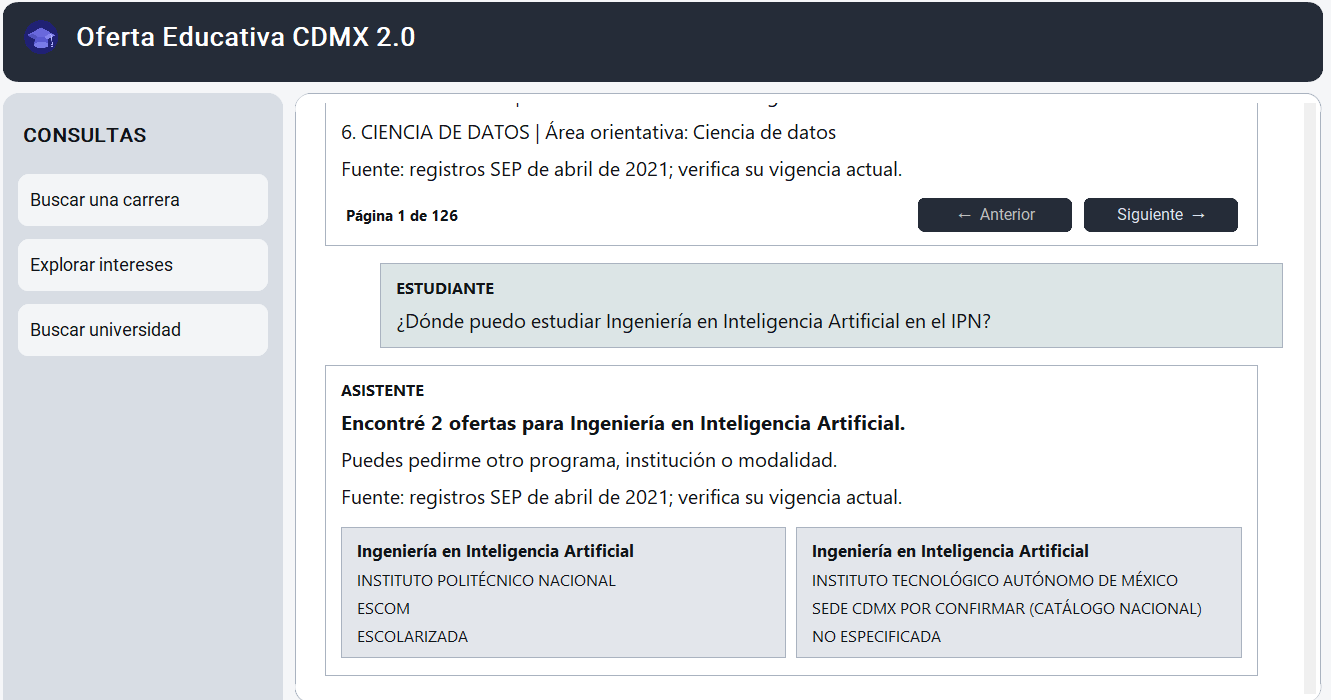 Oferta Educativa CDMX 2.0
CONSULTAS
Buscar una carrera
Explorar intereses
Buscar universidad
6. CIENCIA DE DATOS | Área orientativa: Ciencia de datos
Fuente: registros SEP de abril de 2021; verifica su vigencia actual.
Página 1 de 126
← Anterior
Siguiente →
ESTUDIANTE
¿Dónde puedo estudiar Ingeniería en Inteligencia Artificial en el IPN?
ASISTENTE
Encontré 2 ofertas para Ingeniería en Inteligencia Artificial.
Puedes pedirme otro programa, institución o modalidad.
Fuente: registros SEP de abril de 2021; verifica su vigencia actual.
Ingeniería en Inteligencia Artificial
INSTITUTO POLITÉCNICO NACIONAL
ESCOM
ESCOLARIZADA
Ingeniería en Inteligencia Artificial
INSTITUTO TECNOLÓGICO AUTÓNOMO DE MÉXICO
SEDE CDMX POR CONFIRMAR (CATÁLOGO NACIONAL)
NO ESPECIFICADA